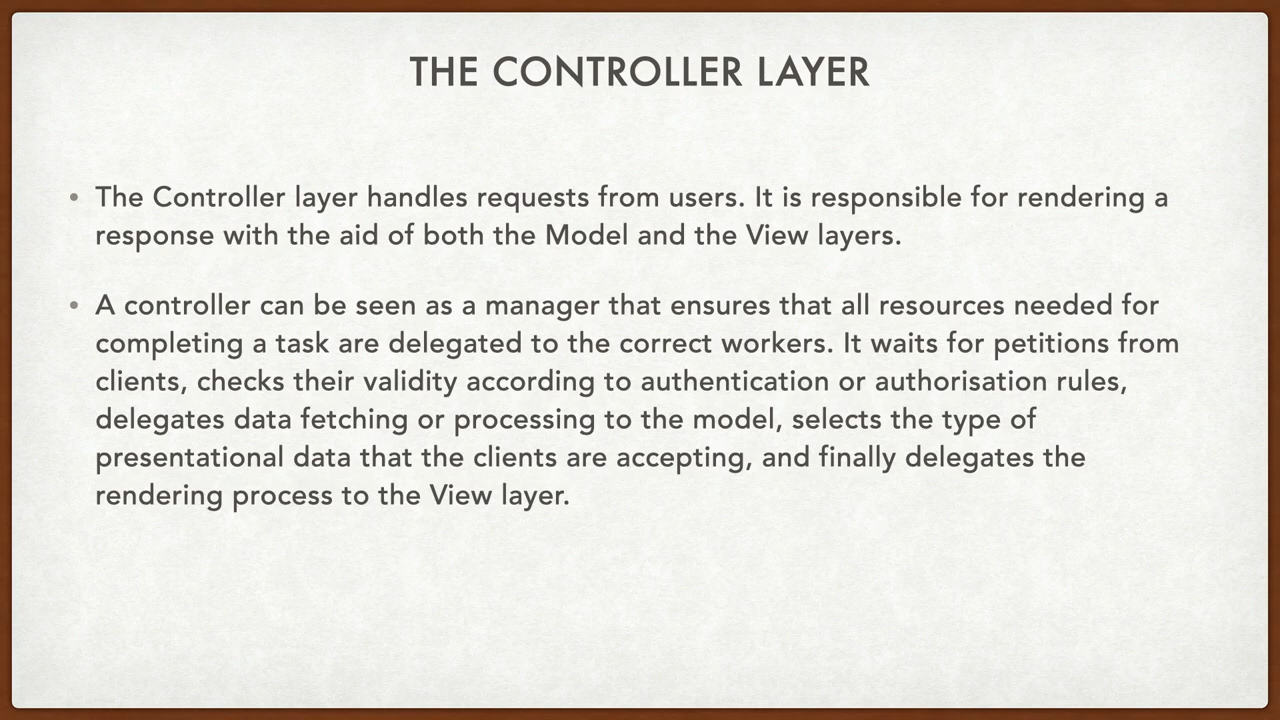 THE CONTROLLER LAYER
• The Controller layer handles requests from users. It is responsible for rendering a
response with the aid of both the Model and the View layers.
• A controller can be seen as a manager that ensures that all resources needed for
completing a task are delegated to the correct workers. It waits for petitions from
clients, checks their validity according to authentication or authorisation rules,
delegates data fetching or processing to the model, selects the type of
presentational data that the clients are accepting, and finally delegates the
rendering process to the View layer.